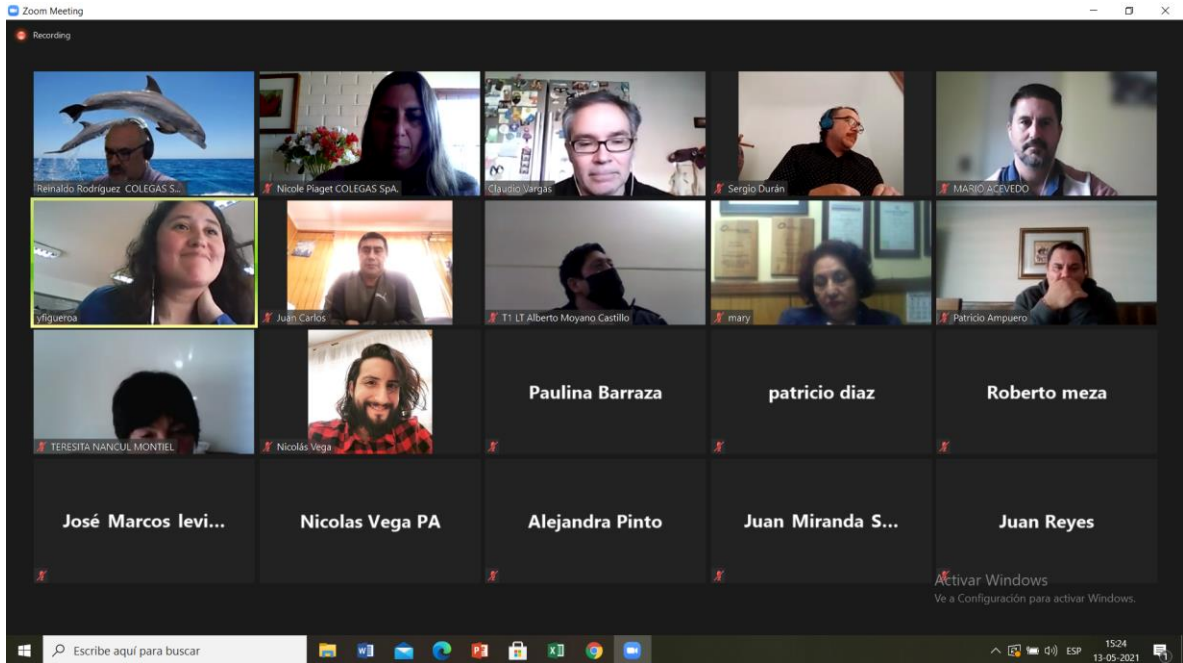 Zoom Meeting
Recording
Reinaldo Rodríguez COLEGAS S...
Nicole Piaget COLEGAS SpA.
Claudio Vargas
Sergio Durán
MARIO ACEVEDO
yfigueroa
Juan Carlos
T1 LT Alberto Moyano Castillo
mary
Patricio Ampuero
TERESITA NANCUL MONTIEL
Nicolás Vega
Paulina Barraza
patricio diaz
Roberto meza
José Marcos levi...
Nicolas Vega PA
Alejandra Pinto
Juan Miranda S...
Juan Reyes
Activar Windows
Ve a Configuración para activar Windows.
Escribe aquí para buscar
ESP
15:24
13-05-2021